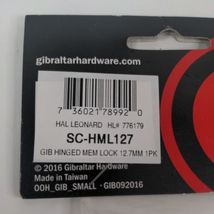 gibraltarhardware.com
7 36021 78992 0
HAL LEONARD HL# 776179
SC-HML127
GIB HINGED MEM LOCK 12.7MM 1PK
© 2016 Gibraltar Hardware
Made in Taiwan
OOH_GIB_SMALL - GIB092016